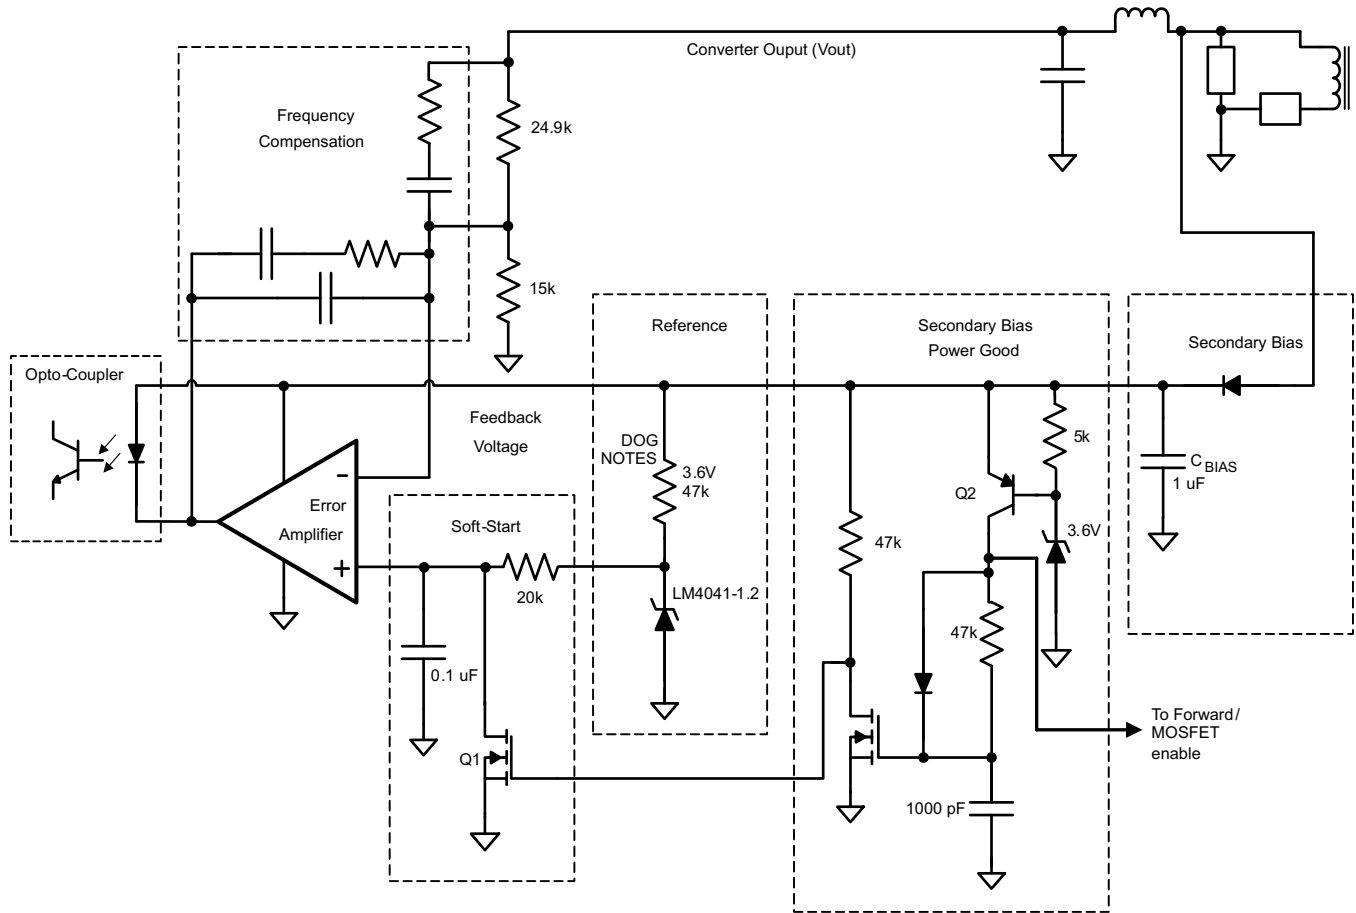 Converter Ouput (Vout)
Frequency
Compensation
24.9k
15k
Reference
Secondary Bias
Power Good
Secondary Bias
Opto-Coupler
Feedback
Voltage
DOG
NOTES
3.6V
47k
5k
C BIAS
1 uF
Error
Amplifier
Soft-Start
Q2
3.6V
47k
20k
LM4041-1.2
47k
0.1 uF
Q1
To Forward/
MOSFET
enable
1000 pF